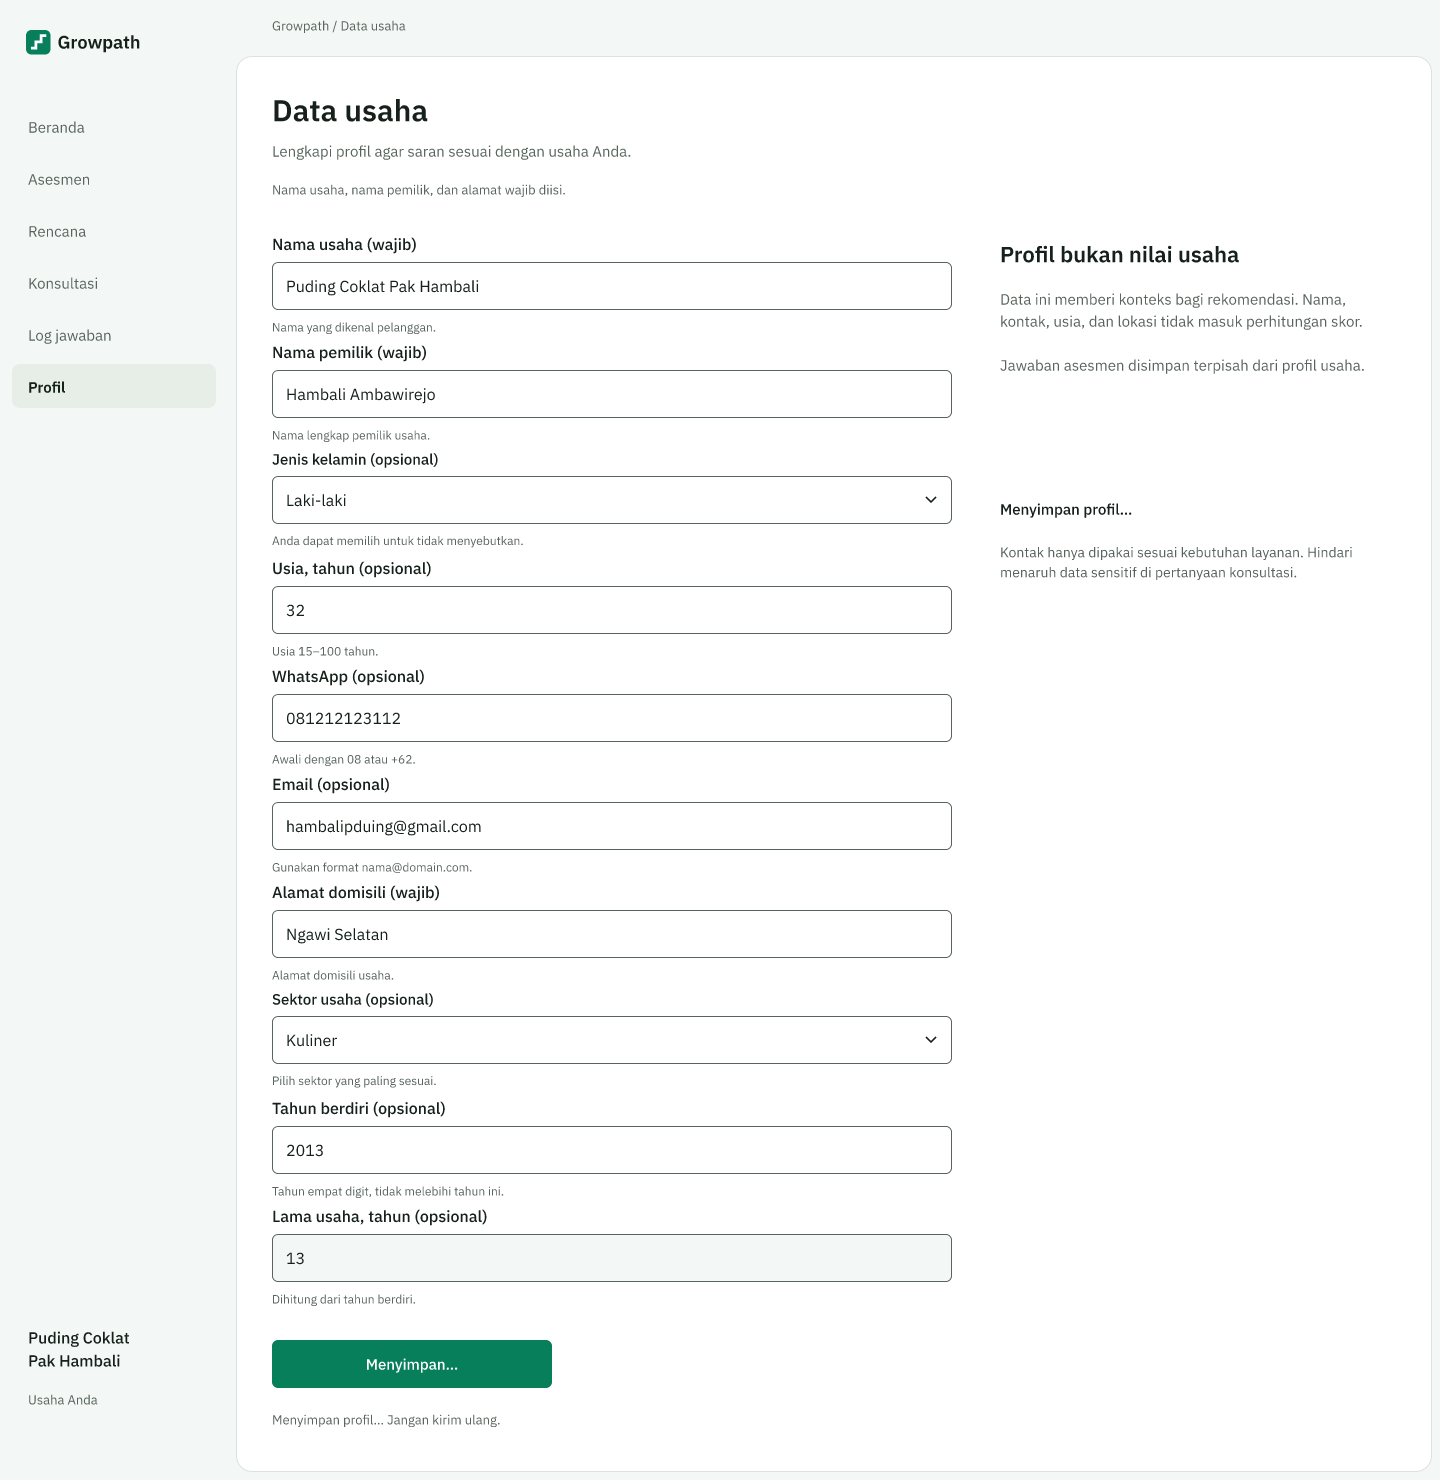 Growpath
Beranda
Asesmen
Rencana
Konsultasi
Log jawaban
Profil
Puding Coklat
Pak Hambali
Usaha Anda
Growpath / Data usaha
Data usaha
Lengkapi profil agar saran sesuai dengan usaha Anda.
Nama usaha, nama pemilik, dan alamat wajib diisi.
Nama usaha (wajib)
Puding Coklat Pak Hambali
Nama yang dikenal pelanggan.
Nama pemilik (wajib)
Hambali Ambawirejo
Nama lengkap pemilik usaha.
Jenis kelamin (opsional)
Laki-laki
Anda dapat memilih untuk tidak menyebutkan.
Usia, tahun (opsional)
32
Usia 15–100 tahun.
WhatsApp (opsional)
081212123112
Awali dengan 08 atau +62.
Email (opsional)
hambalipduing@gmail.com
Gunakan format nama@domain.com.
Alamat domisili (wajib)
Ngawi Selatan
Alamat domisili usaha.
Sektor usaha (opsional)
Kuliner
Pilih sektor yang paling sesuai.
Tahun berdiri (opsional)
2013
Tahun empat digit, tidak melebihi tahun ini.
Lama usaha, tahun (opsional)
13
Dihitung dari tahun berdiri.
Menyimpan...
Menyimpan profil... Jangan kirim ulang.
Profil bukan nilai usaha
Data ini memberi konteks bagi rekomendasi. Nama,
kontak, usia, dan lokasi tidak masuk perhitungan skor.
Jawaban asesmen disimpan terpisah dari profil usaha.
Menyimpan profil...
Kontak hanya dipakai sesuai kebutuhan layanan. Hindari
menaruh data sensitif di pertanyaan konsultasi.